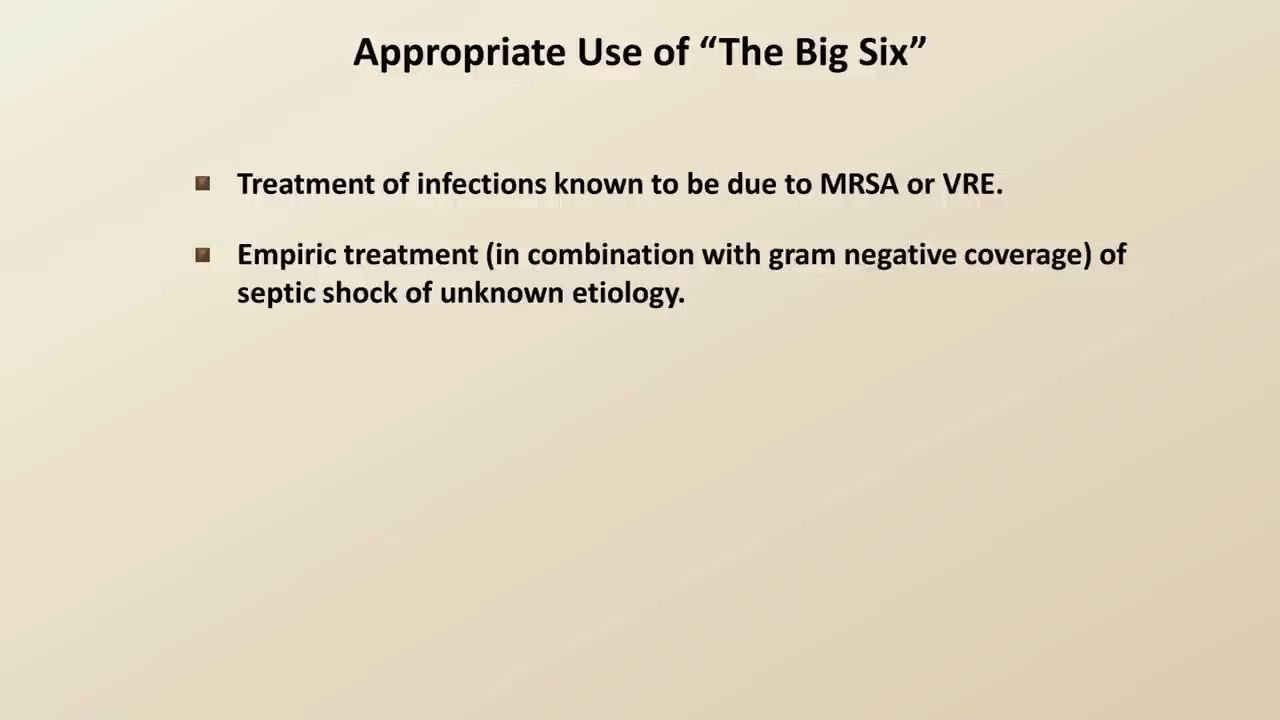 Appropriate Use of “The Big Six”
Treatment of infections known to be due to MRSA or VRE.
Empiric treatment (in combination with gram negative coverage) of
septic shock of unknown etiology.